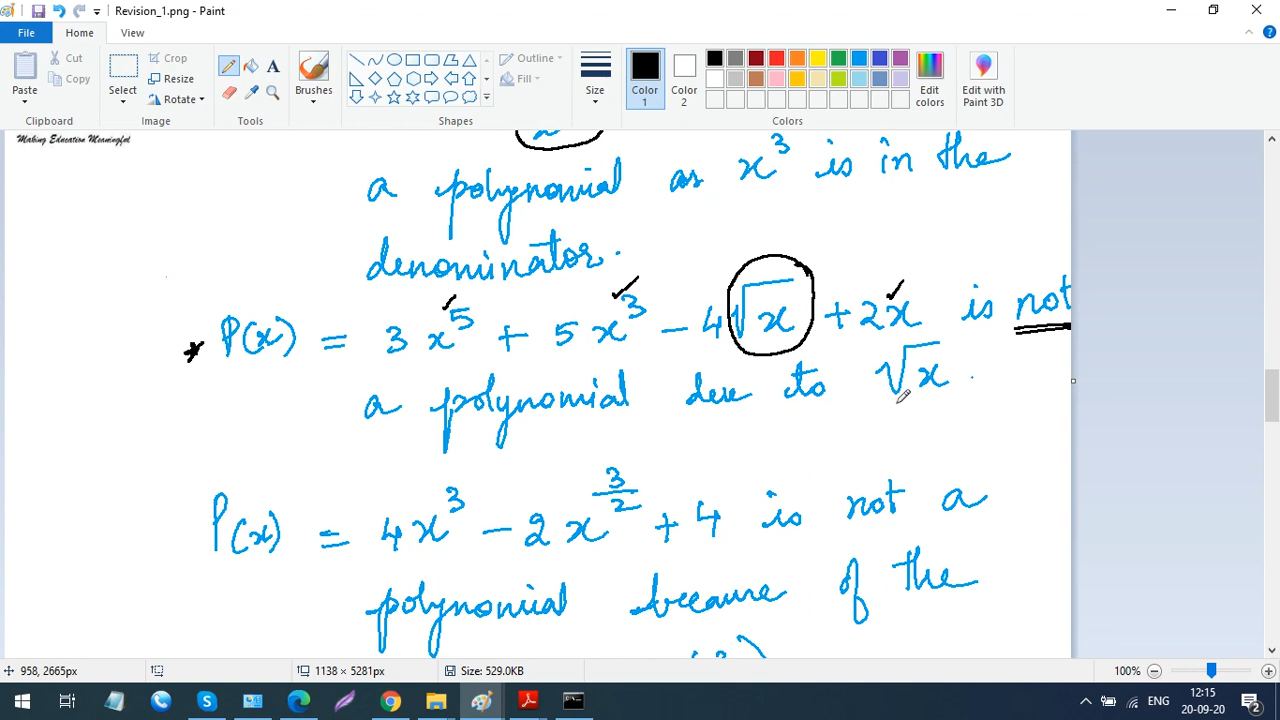 Revision_1.png - Paint
File Home View
Paste Cut Copy Select Crop Resize Rotate Brushes Outline Fill Size Color 1 Color 2 Edit colors Edit with Paint 3D
Clipboard Image Tools Shapes Colors
Making Education Meaningful
a polynomial as x³ is in the
denominator.
* P(x) = 3x⁵ + 5x³ - 4√x + 2x is not
a polynomial due to √x.
P(x) = 4x³ - 2x^(3/2) + 4 is not a
polynomial because of the
958, 2665px 1138 × 5281px Size: 529.0KB 100%
ENG 12:15
20-09-20 2